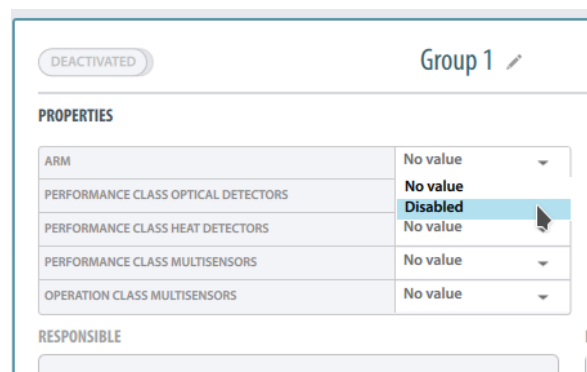 DEACTIVATED
Group 1
PROPERTIES
ARM No value
No value
PERFORMANCE CLASS OPTICAL DETECTORS
Disabled
PERFORMANCE CLASS HEAT DETECTORS No value
PERFORMANCE CLASS MULTISENSORS No value
OPERATION CLASS MULTISENSORS No value
RESPONSIBLE